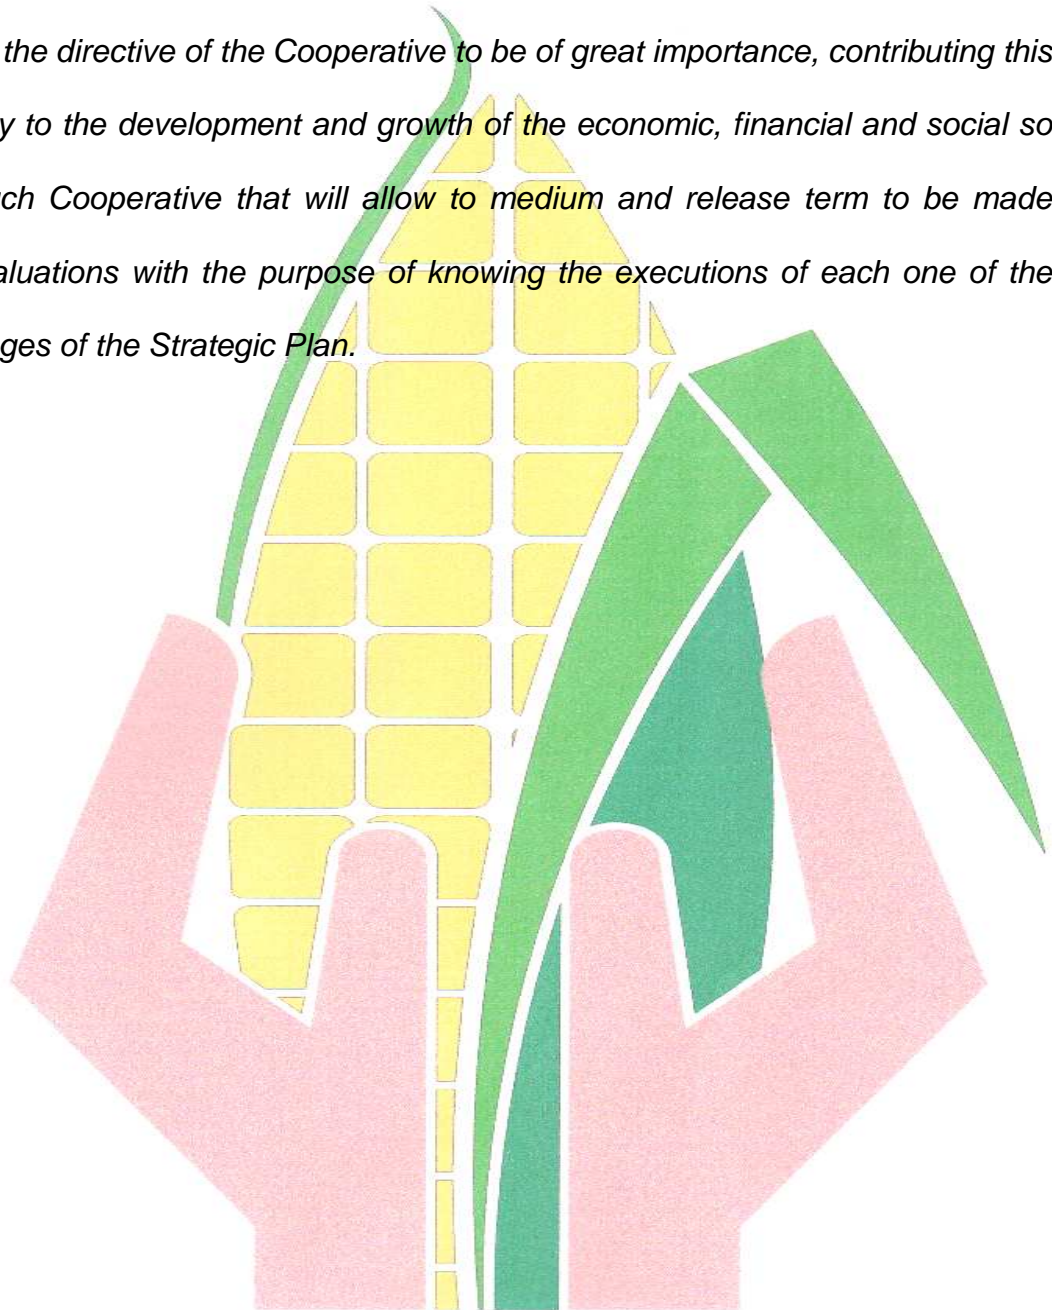 the directive of the Cooperative to be of great importance, contributing this
y to the development and growth of the economic, financial and social so
ch Cooperative that will allow to medium and release term to be made
aluations with the purpose of knowing the executions of each one of the
ges of the Strategic Plan.